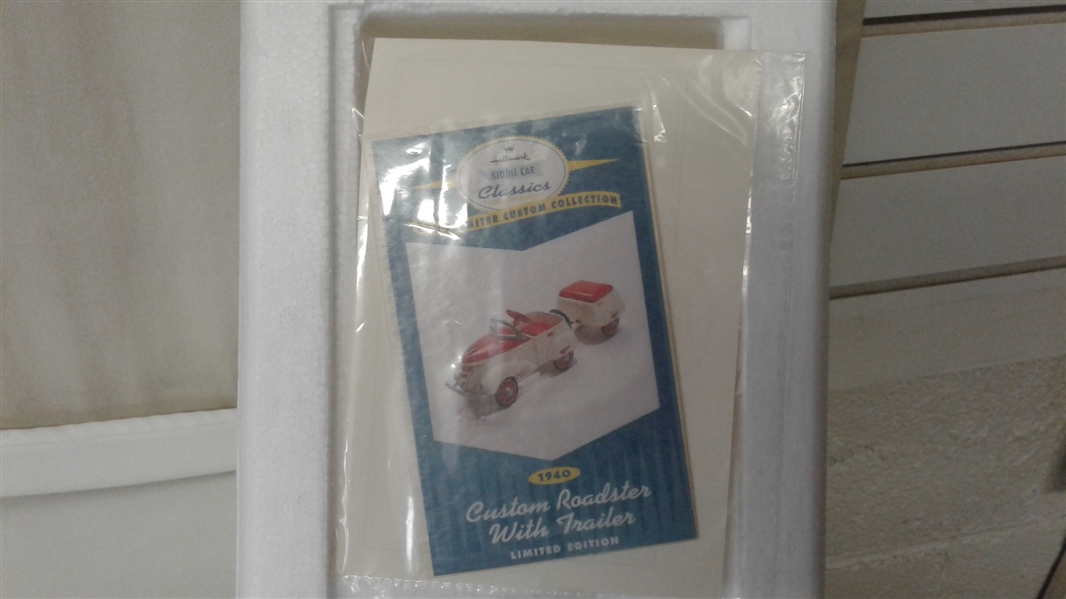 Hallmark
KIDDIE CAR
Classics
CUSTOM COLLECTION
1940
Custom Roadster
With Trailer
LIMITED EDITION